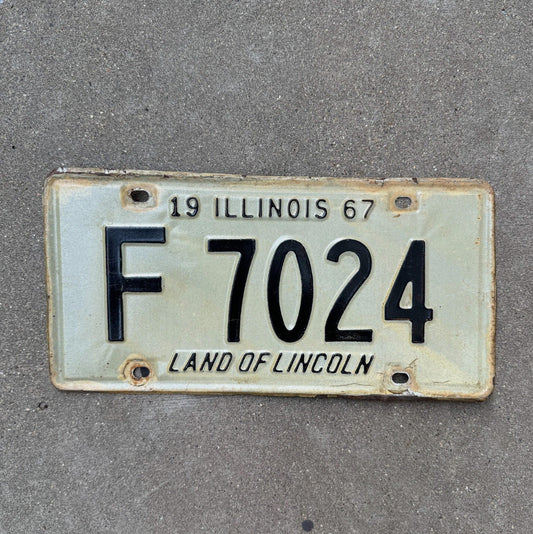 19 ILLINOIS 67
F 7024
LAND OF LINCOLN